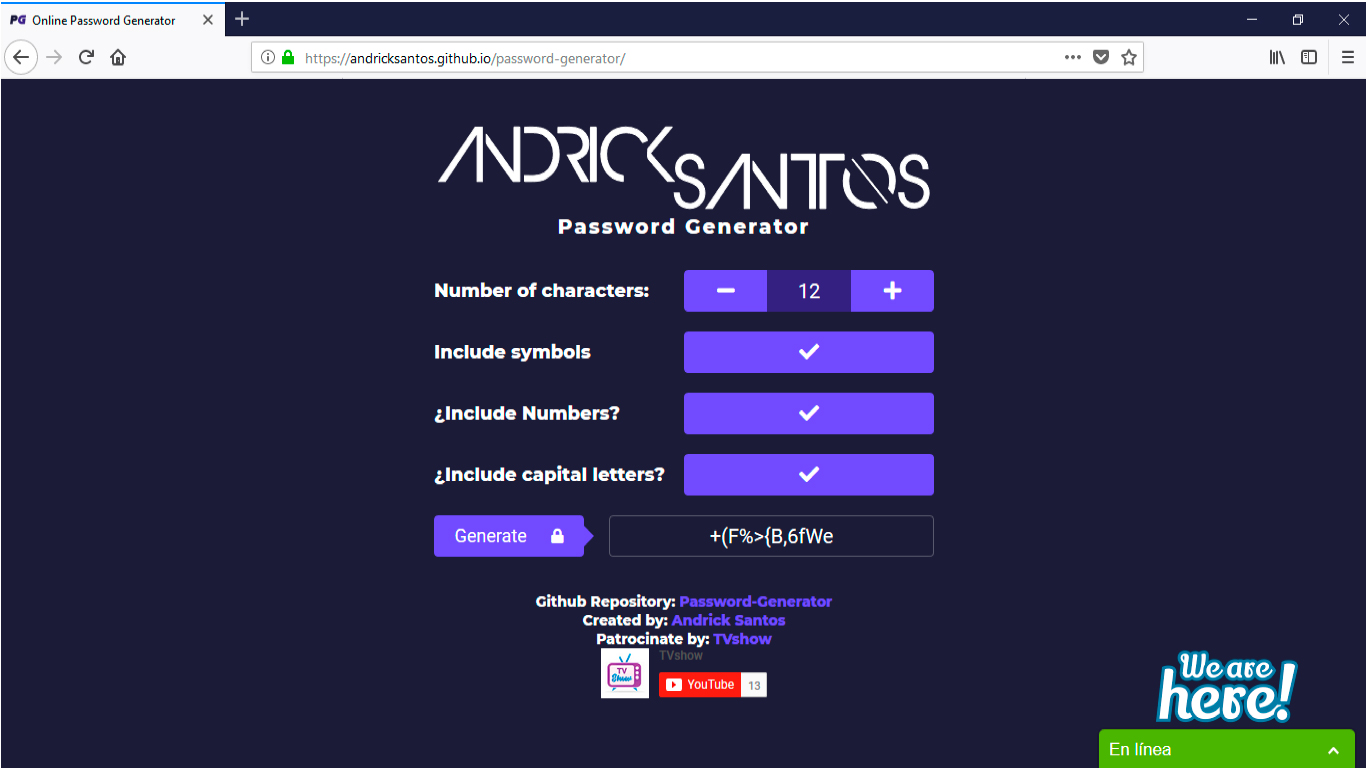 PG Online Password Generator
https://andricksantos.github.io/password-generator/
ANDRICK
SANTOS
Password Generator
Number of characters: 12
Include symbols
¿Include Numbers?
¿Include capital letters?
Generate +(F%>{B,6fWe
Github Repository: Password-Generator
Created by: Andrick Santos
Patrocinate by: TVshow
TV Show
TVshow
YouTube 13
We are
here!
En línea